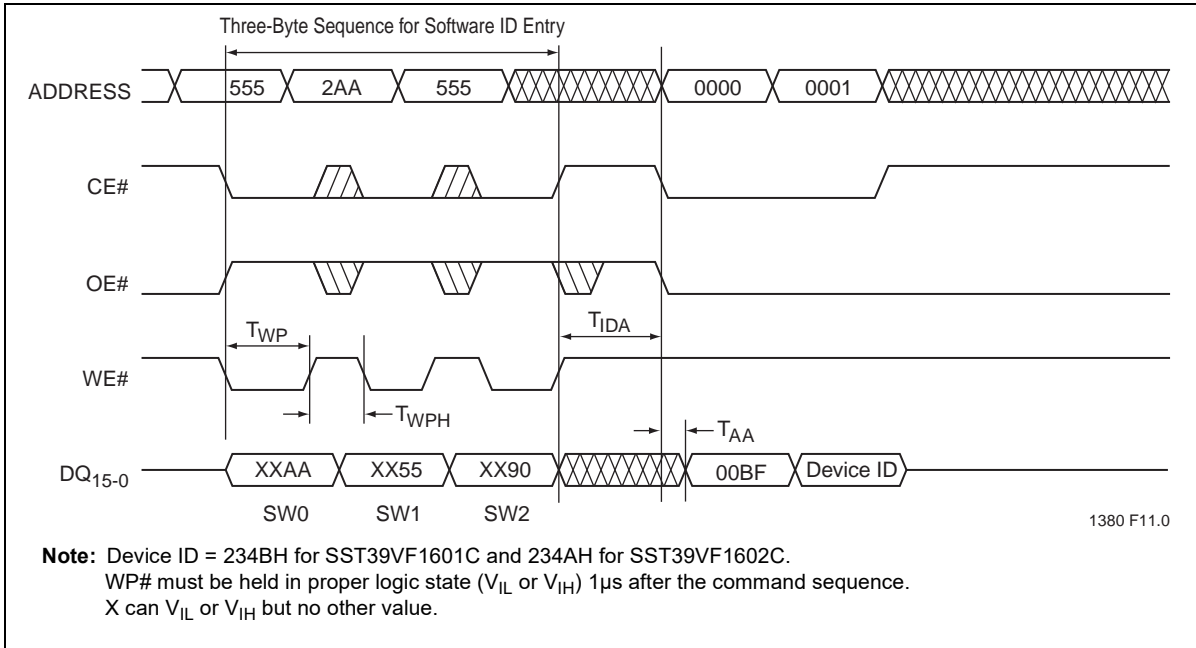 Three-Byte Sequence for Software ID Entry
ADDRESS 555 2AA 555 0000 0001
CE#
OE#
TWP TIDA
WE#
TWPH TAA
DQ15-0 XXAA XX55 XX90 00BF Device ID
SW0 SW1 SW2
1380 F11.0
Note: Device ID = 234BH for SST39VF1601C and 234AH for SST39VF1602C.
WP# must be held in proper logic state (VIL or VIH) 1µs after the command sequence.
X can VIL or VIH but no other value.